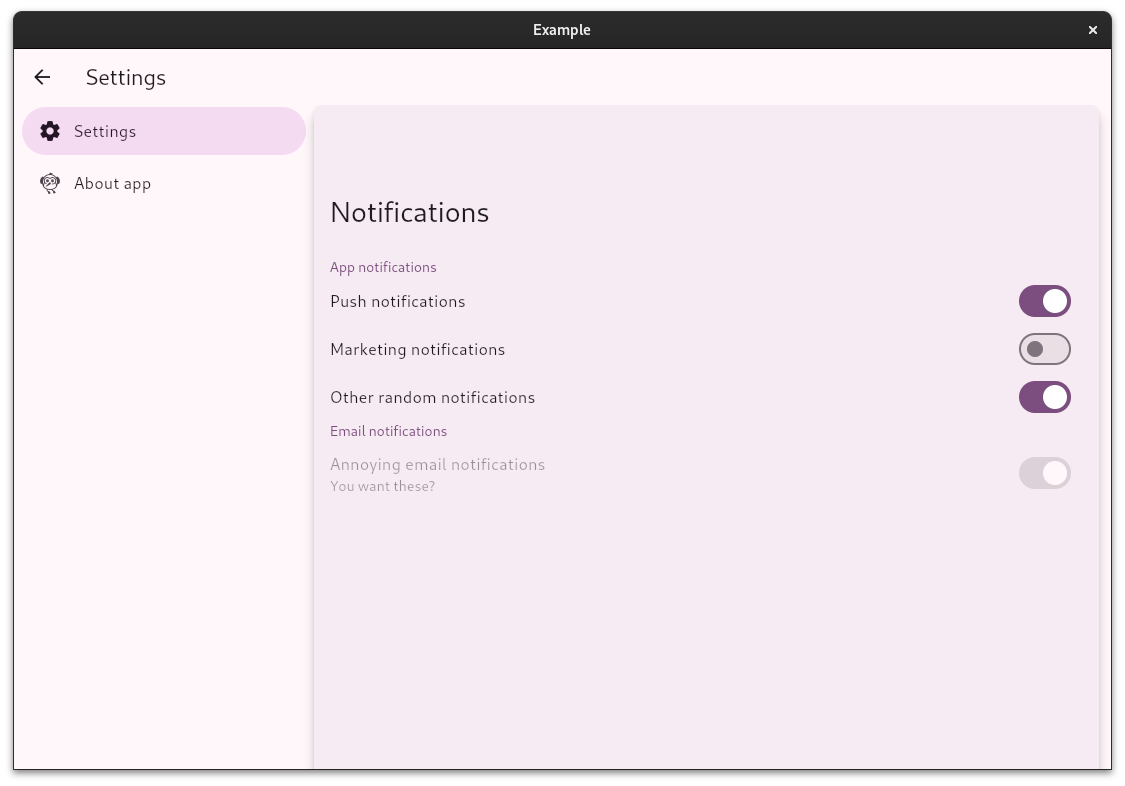 Example
Settings
Settings
About app
Notifications
App notifications
Push notifications
Marketing notifications
Other random notifications
Email notifications
Annoying email notifications
You want these?